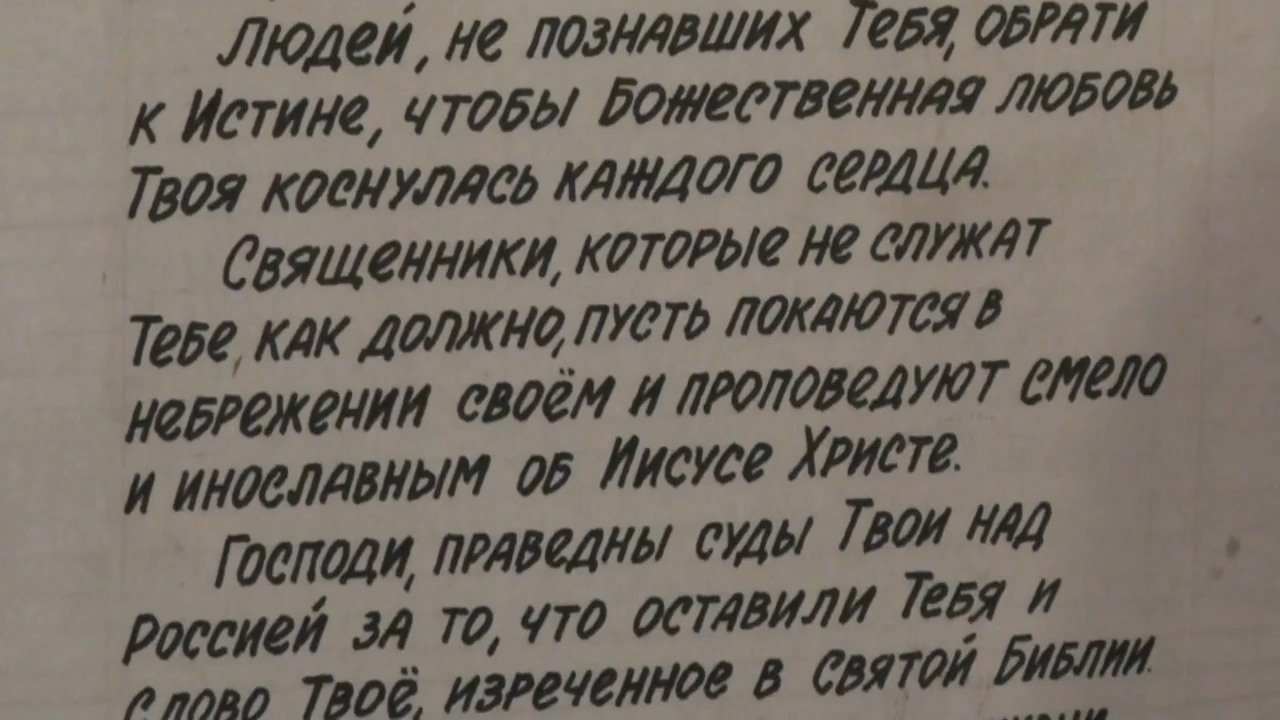 Людей, не познавших Тебя, обрати
к Истине, чтобы Божественная любовь
Твоя коснулась каждого сердца.
Священники, которые не служат
Тебе, как должно, пусть покаются в
небрежении своём и проповедуют смело
и инославным об Иисусе Христе.
Господи, праведны суды Твои над
Россией за то, что оставили Тебя и
слово Твоё, изреченное в святой Библии.